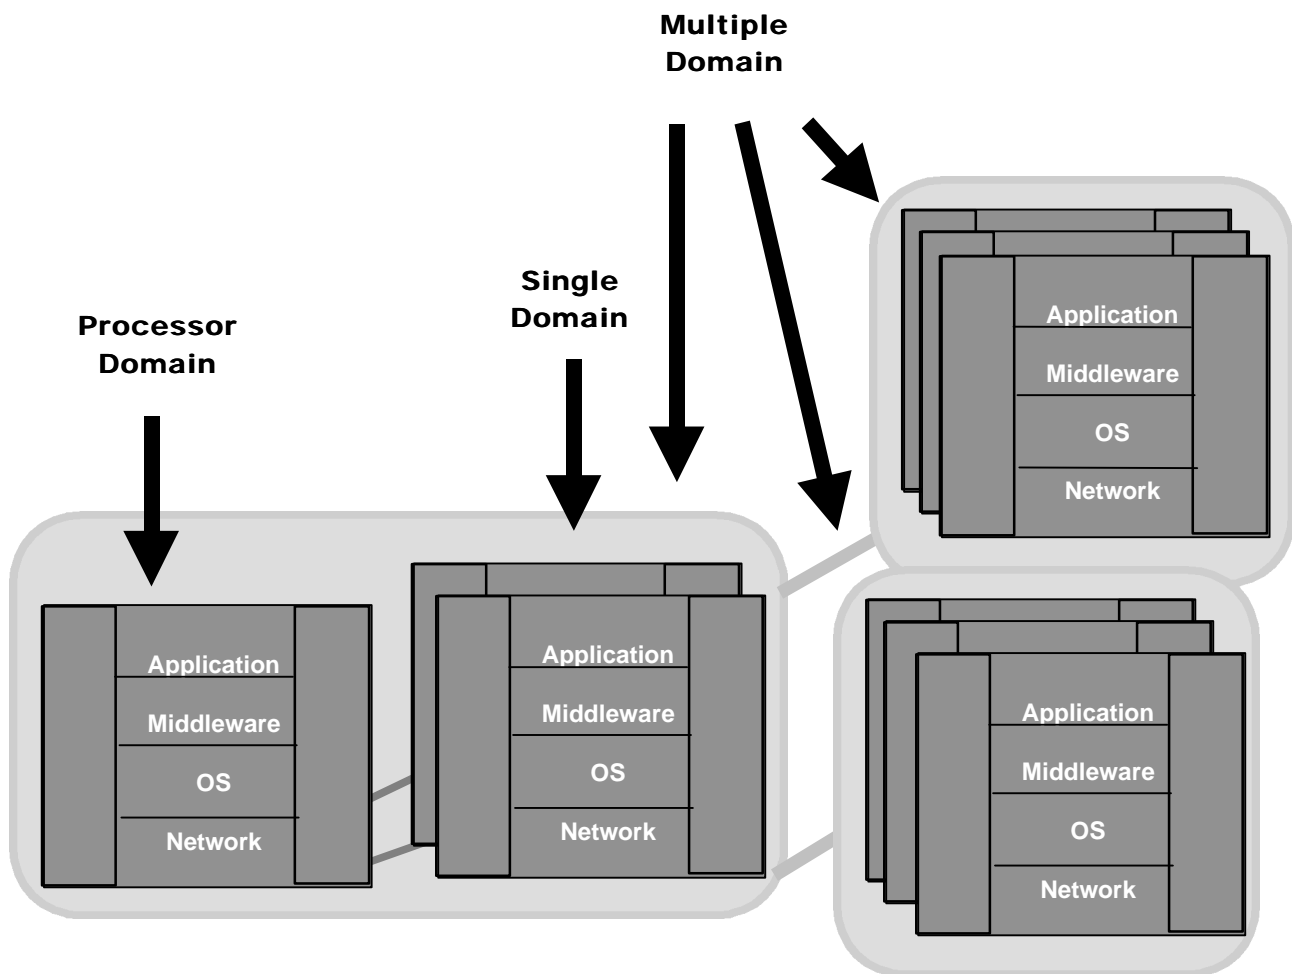 Multiple
Domain
Single
Domain
Processor
Domain
Application
Middleware
OS
Network
Application
Middleware
OS
Network
Application
Middleware
OS
Network
Application
Middleware
OS
Network